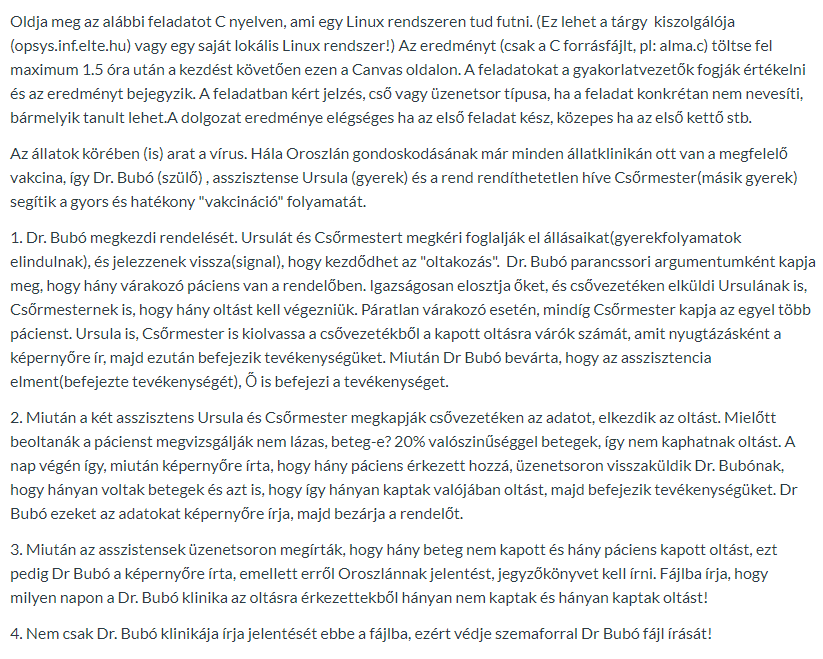 Oldja meg az alábbi feladatot C nyelven, ami egy Linux rendszeren tud futni. (Ez lehet a tárgy  kiszolgálója
(opsys.inf.elte.hu) vagy egy saját lokális Linux rendszer!) Az eredményt (csak a C forrásfájlt, pl: alma.c) töltse fel
maximum 1.5 óra után a kezdést követően ezen a Canvas oldalon. A feladatokat a gyakorlatvezetők fogják értékelni
és az eredményt bejegyzik. A feladatban kért jelzés, cső vagy üzenetsor típusa, ha a feladat konkrétan nem nevesíti,
bármelyik tanult lehet.A dolgozat eredménye elégséges ha az első feladat kész, közepes ha az első kettő stb.
Az állatok körében (is) arat a vírus. Hála Oroszlán gondoskodásának már minden állatklinikán ott van a megfelelő
vakcina, így Dr. Bubó (szülő) , asszisztense Ursula (gyerek) és a rend rendíthetetlen híve Csőrmester(másik gyerek)
segítik a gyors és hatékony "vakcináció" folyamatát.
1. Dr. Bubó megkezdi rendelését. Ursulát és Csőrmestert megkéri foglalják el állásaikat(gyerekfolyamatok
elindulnak), és jelezzenek vissza(signal), hogy kezdődhet az "oltakozás".  Dr. Bubó parancssori argumentumként kapja
meg, hogy hány várakozó páciens van a rendelőben. Igazságosan elosztja őket, és csővezetéken elküldi Ursulának is,
Csőrmesternek is, hogy hány oltást kell végezniük. Páratlan várakozó esetén, mindíg Csőrmester kapja az egyel több
pácienst. Ursula is, Csőrmester is kiolvassa a csővezetékből a kapott oltásra várók számát, amit nyugtázásként a
képernyőre ír, majd ezután befejezik tevékenységüket. Miután Dr Bubó bevárta, hogy az asszisztencia
elment(befejezte tevékenységét), Ő is befejezi a tevékenységet.
2. Miután a két asszisztens Ursula és Csőrmester megkapják csővezetéken az adatot, elkezdik az oltást. Mielőtt
beoltanák a pácienst megvizsgálják nem lázas, beteg-e? 20% valószinűséggel betegek, így nem kaphatnak oltást. A
nap végén így, miután képernyőre írta, hogy hány páciens érkezett hozzá, üzenetsoron visszaküldik Dr. Bubónak,
hogy hányan voltak betegek és azt is, hogy így hányan kaptak valójában oltást, majd befejezik tevékenységüket. Dr
Bubó ezeket az adatokat képernyőre írja, majd bezárja a rendelőt.
3. Miután az asszistensek üzenetsoron megírták, hogy hány beteg nem kapott és hány páciens kapott oltást, ezt
pedig Dr Bubó a képernyőre írta, emellett erről Oroszlánnak jelentést, jegyzőkönyvet kell írni. Fájlba írja, hogy
milyen napon a Dr. Bubó klinika az oltásra érkezettekből hányan nem kaptak és hányan kaptak oltást!
4. Nem csak Dr. Bubó klinikája írja jelentését ebbe a fájlba, ezért védje szemaforral Dr Bubó fájl írását!